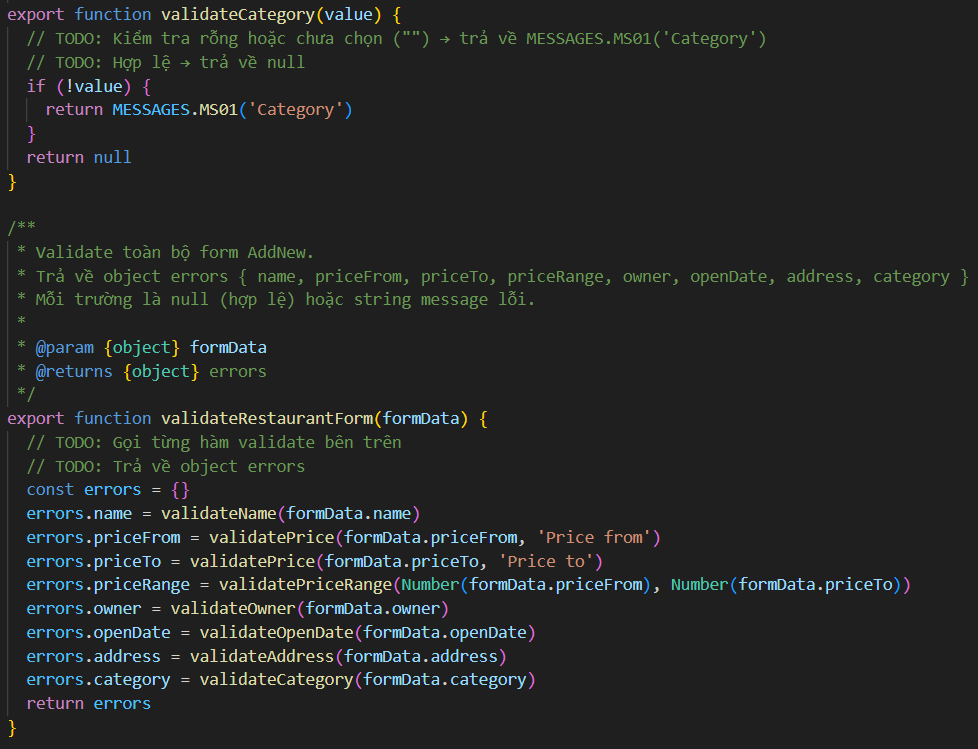 export function validateCategory(value) {
// TODO: Kiểm tra rỗng hoặc chưa chọn ("") → trả về MESSAGES.MS01('Category')
// TODO: Hợp lệ → trả về null
if (!value) {
return MESSAGES.MS01('Category')
}
return null
}
/**
* Validate toàn bộ form AddNew.
* Trả về object errors { name, priceFrom, priceTo, priceRange, owner, openDate, address, category }
* Mỗi trường là null (hợp lệ) hoặc string message lỗi.
*
* @param {object} formData
* @returns {object} errors
*/
export function validateRestaurantForm(formData) {
// TODO: Gọi từng hàm validate bên trên
// TODO: Trả về object errors
const errors = {}
errors.name = validateName(formData.name)
errors.priceFrom = validatePrice(formData.priceFrom, 'Price from')
errors.priceTo = validatePrice(formData.priceTo, 'Price to')
errors.priceRange = validatePriceRange(Number(formData.priceFrom), Number(formData.priceTo))
errors.owner = validateOwner(formData.owner)
errors.openDate = validateOpenDate(formData.openDate)
errors.address = validateAddress(formData.address)
errors.category = validateCategory(formData.category)
return errors
}